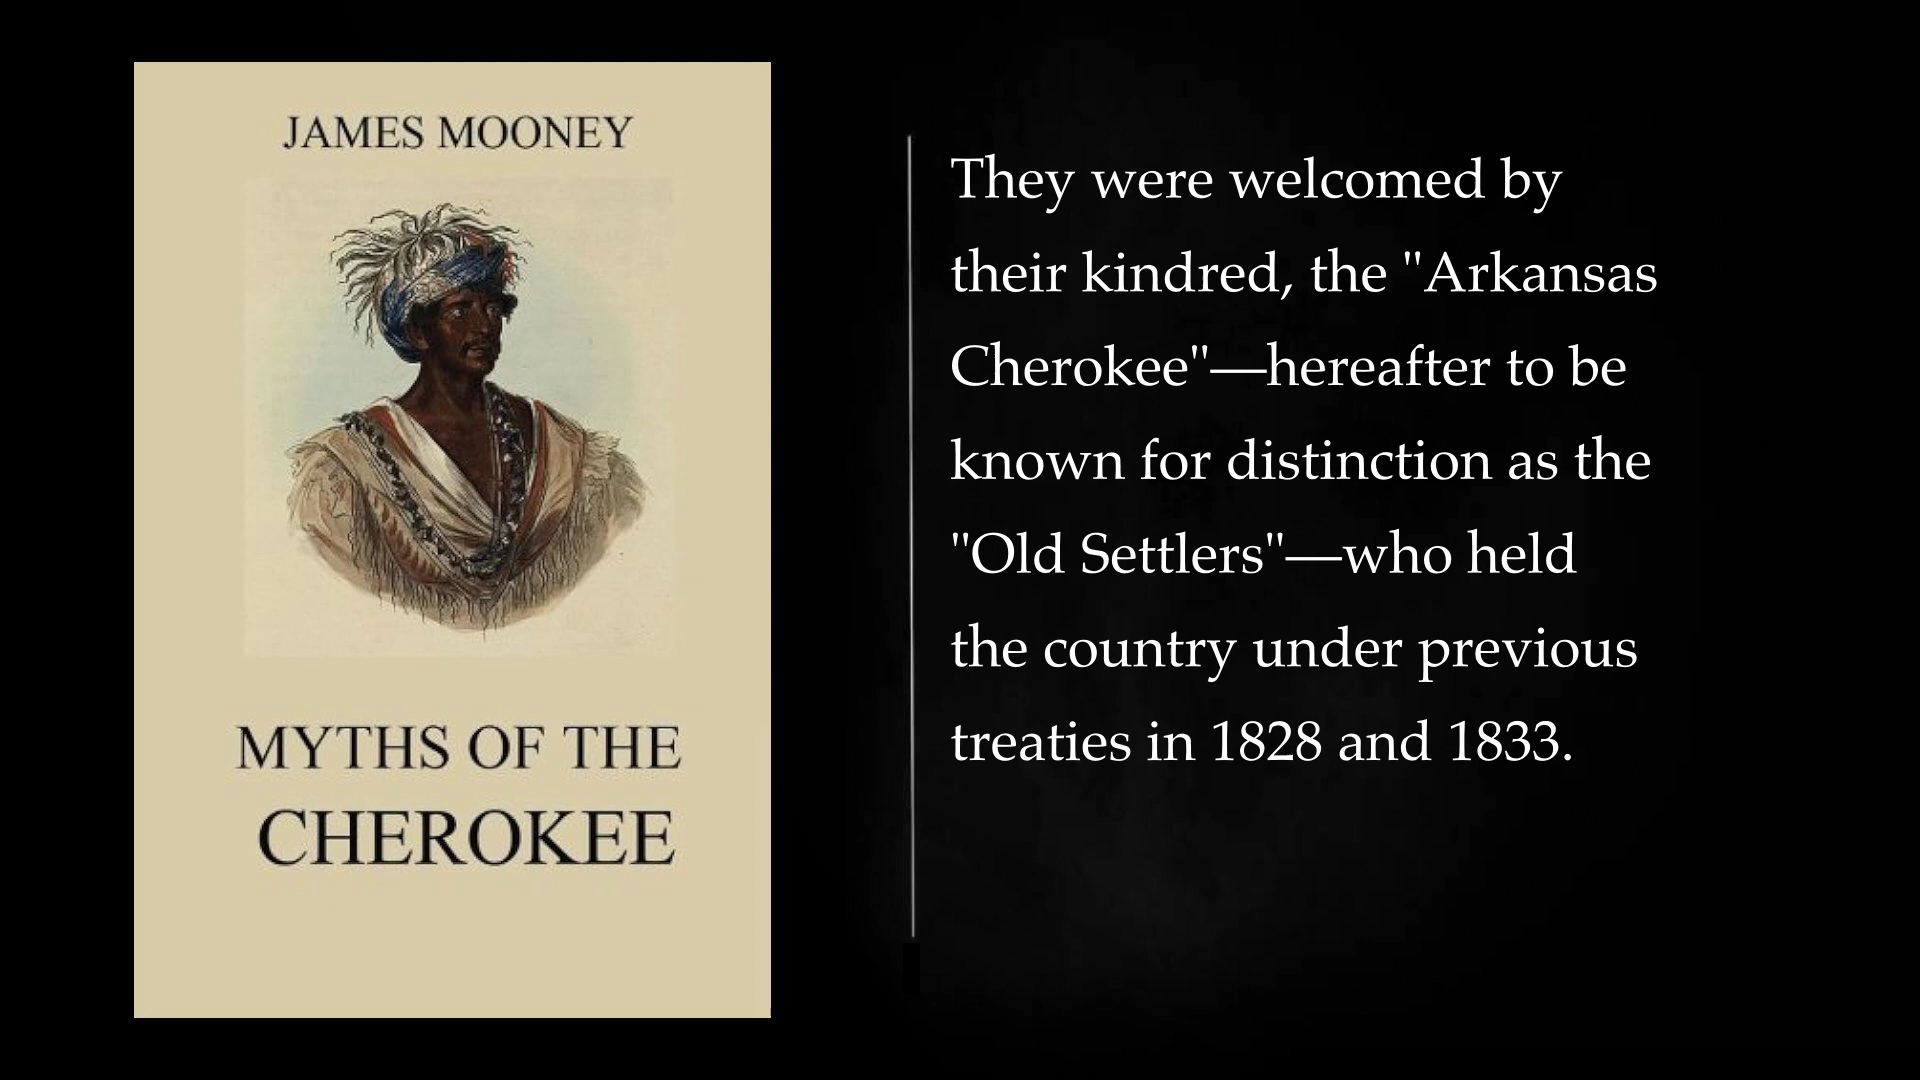 JAMES MOONEY
MYTHS OF THE
CHEROKEE
They were welcomed by
their kindred, the "Arkansas
Cherokee"—hereafter to be
known for distinction as the
"Old Settlers"—who held
the country under previous
treaties in 1828 and 1833.